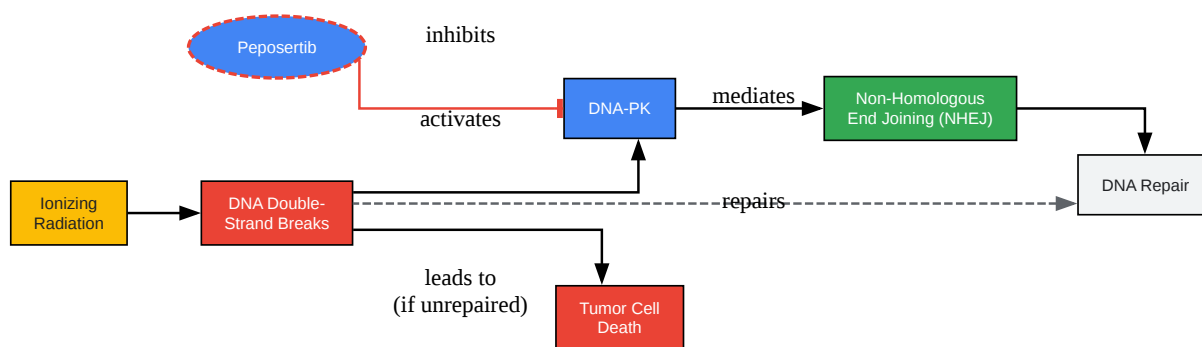 inhibits
Peposertib
activates
DNA-PK
mediates
Non-Homologous
End Joining (NHEJ)
Ionizing
Radiation
DNA Double-
Strand Breaks
repairs
DNA Repair
leads to
(if unrepaired)
Tumor Cell
Death